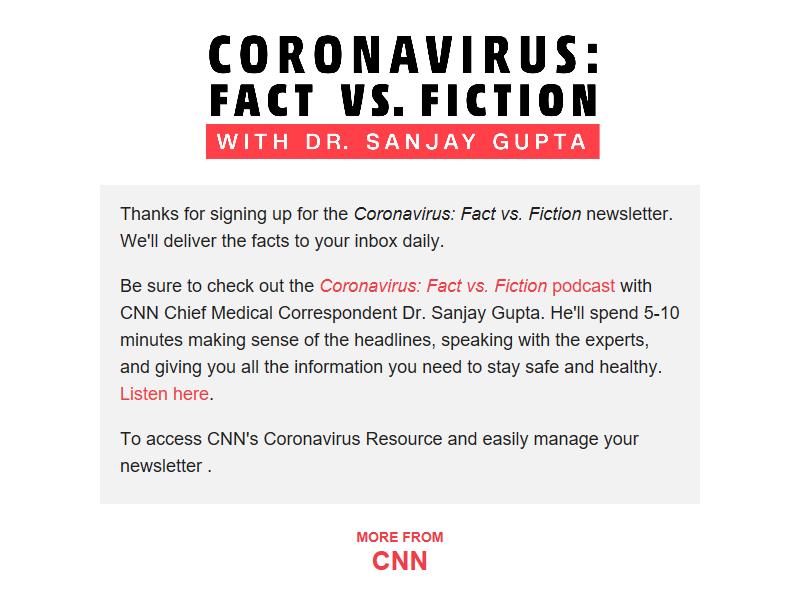 CORONAVIRUS:
FACT VS. FICTION
WITH DR. SANJAY GUPTA
Thanks for signing up for the Coronavirus: Fact vs. Fiction newsletter.
We'll deliver the facts to your inbox daily.
Be sure to check out the Coronavirus: Fact vs. Fiction podcast with
CNN Chief Medical Correspondent Dr. Sanjay Gupta. He'll spend 5-10
minutes making sense of the headlines, speaking with the experts,
and giving you all the information you need to stay safe and healthy.
Listen here.
To access CNN's Coronavirus Resource and easily manage your
newsletter .
MORE FROM
CNN